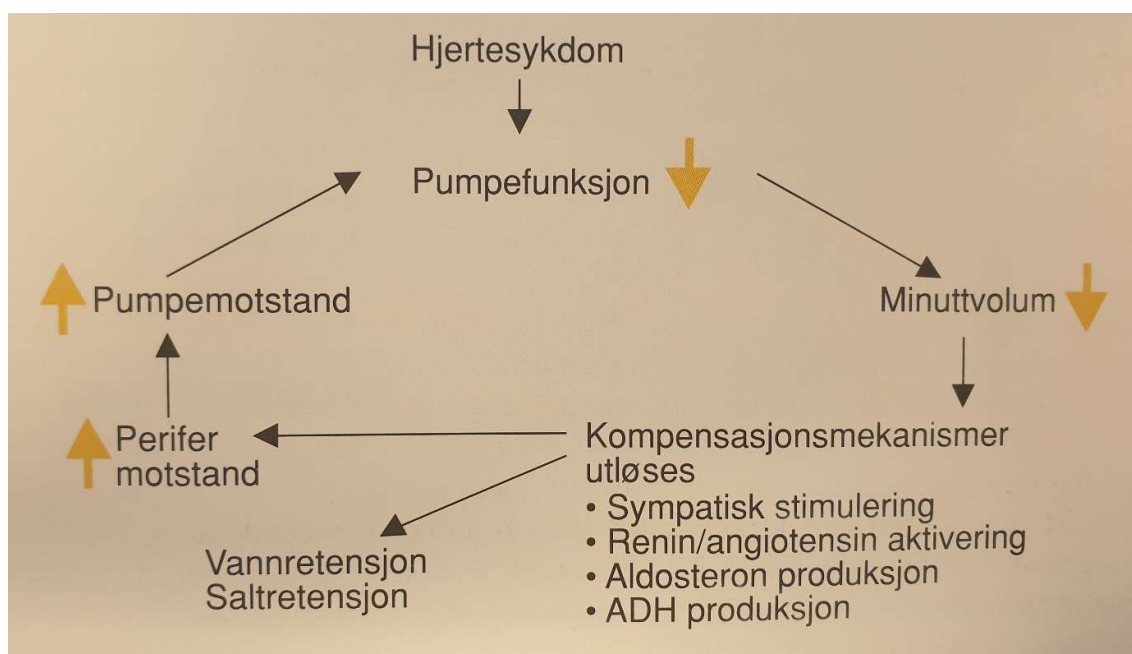 Hjertesykdom
Pumpefunksjon
Pumpemotstand
Minuttvolum
Perifer
motstand
Kompensasjonsmekanismer
utløses
• Sympatisk stimulering
• Renin/angiotensin aktivering
• Aldosteron produksjon
• ADH produksjon
Vannretensjon
Saltretensjon